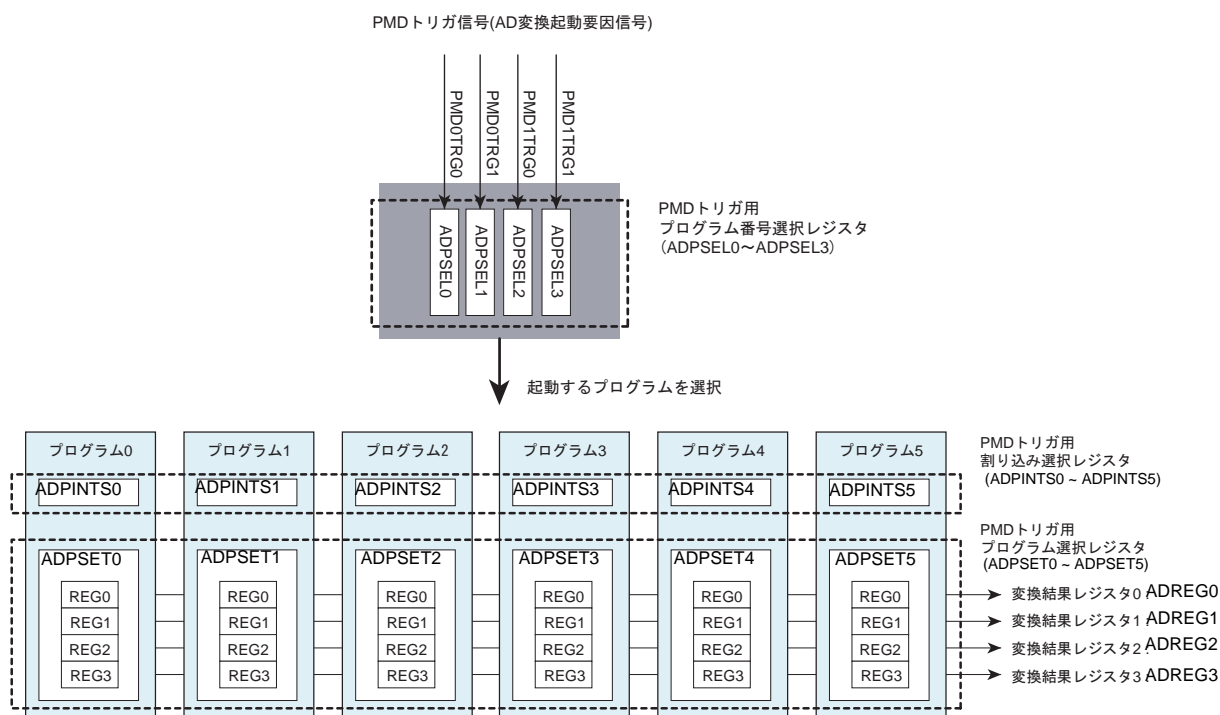 PMDトリガ信号(AD変換起動要因信号)
PMD0TRG0
PMD0TRG1
PMD1TRG0
PMD1TRG1
ADPSEL0
ADPSEL1
ADPSEL2
ADPSEL3
PMDトリガ用
プログラム番号選択レジスタ
(ADPSEL0〜ADPSEL3)
起動するプログラムを選択
プログラム0 プログラム1 プログラム2 プログラム3 プログラム4 プログラム5
ADPINTS0 ADPINTS1 ADPINTS2 ADPINTS3 ADPINTS4 ADPINTS5
PMDトリガ用
割り込み選択レジスタ
(ADPINTS0 ~ ADPINTS5)
PMDトリガ用
プログラム選択レジスタ
(ADPSET0 ~ ADPSET5)
ADPSET0 ADPSET1 ADPSET2 ADPSET3 ADPSET4 ADPSET5
REG0 REG0 REG0 REG0 REG0 REG0 変換結果レジスタ0 ADREG0
REG1 REG1 REG1 REG1 REG1 REG1 変換結果レジスタ1 ADREG1
REG2 REG2 REG2 REG2 REG2 REG2 変換結果レジスタ2 ADREG2
REG3 REG3 REG3 REG3 REG3 REG3 変換結果レジスタ3 ADREG3